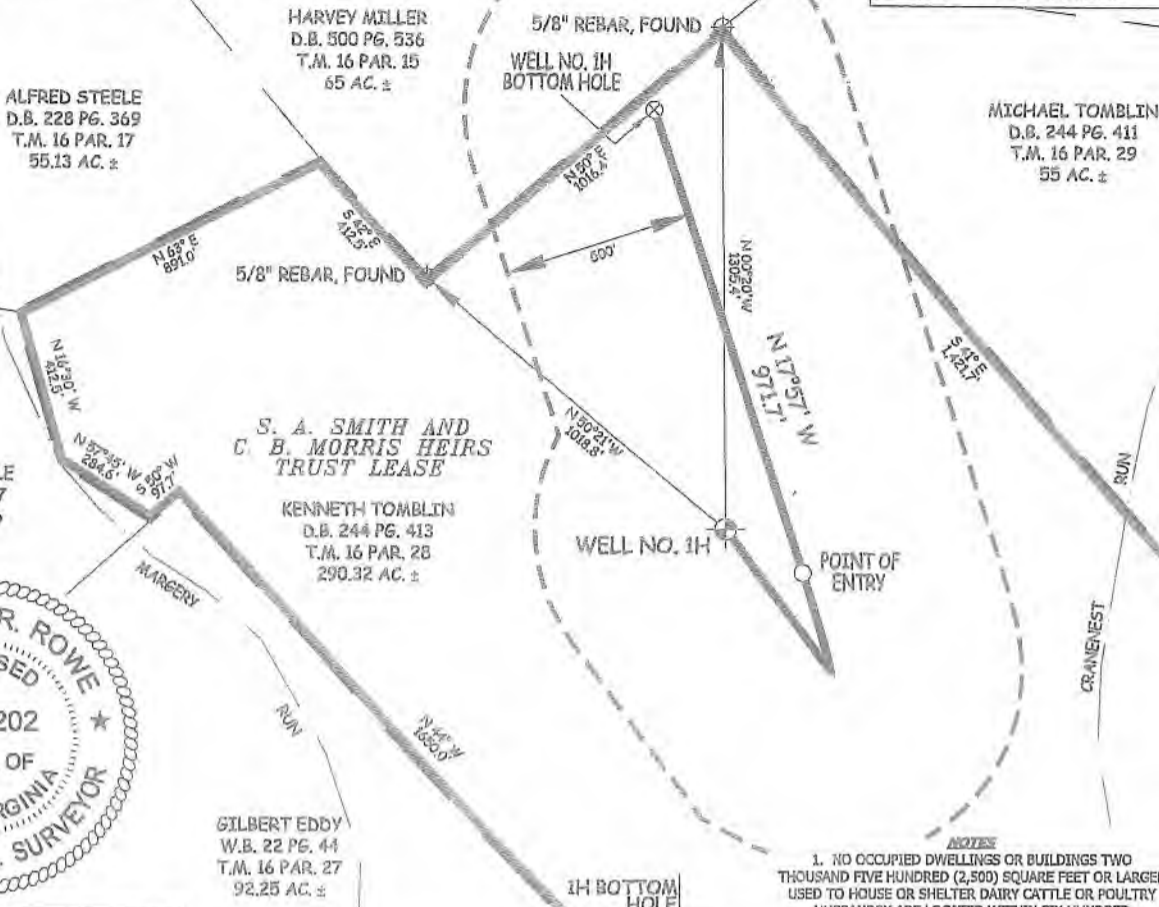 HARVEY MILLER
D.B. 500 PG. 536
T.M. 16 PAR. 15
65 AC. ±
5/8" REBAR, FOUND
WELL NO. 1H
BOTTOM HOLE
ALFRED STEELE
D.B. 228 PG. 369
T.M. 16 PAR. 17
55.13 AC. ±
MICHAEL TOMBLIN
D.B. 244 PG. 411
T.M. 16 PAR. 29
55 AC. ±
N 63° E
891.0'
S 42° E
412.5'
N 50° E
1016.4'
5/8" REBAR, FOUND
600'
N 00°20' W
1305.4'
N 17°57' W
971.7'
S 41° E
1,421.7'
N 16°30' W
412.5'
N 50°21' W
1018.8'
S. A. SMITH AND
C. B. MORRIS HEIRS
TRUST LEASE
284.6'
97.7'
KENNETH TOMBLIN
D.B. 244 PG. 413
T.M. 16 PAR. 28
290.32 AC. ±
WELL NO. 1H
POINT OF
ENTRY
MARGERY
RUN
CRANENEST
RUN
N 44° W
1650.0'
R. ROWE
202
OF
SURVEYOR
GILBERT EDDY
W.B. 22 PG. 44
T.M. 16 PAR. 27
92.25 AC. ±
1H BOTTOM
HOLE
NOTES
1. NO OCCUPIED DWELLINGS OR BUILDINGS TWO
THOUSAND FIVE HUNDRED (2,500) SQUARE FEET OR LARGER
USED TO HOUSE OR SHELTER DAIRY CATTLE OR POULTRY